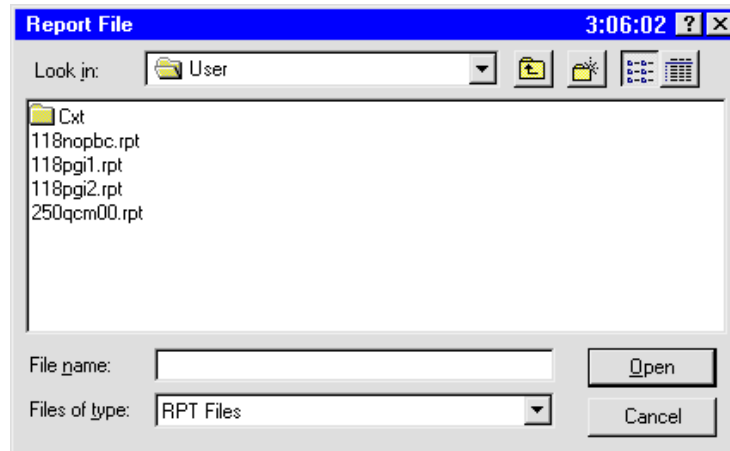 Report File 3:06:02 ? ×
Look in: User
Cxt
118nopbc.rpt
118pgi1.rpt
118pgi2.rpt
250qcm00.rpt
File name: Open
Files of type: RPT Files Cancel